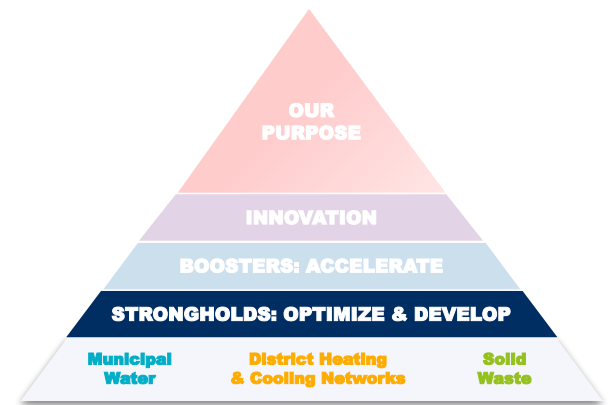 OUR
PURPOSE
INNOVATION
BOOSTERS: ACCELERATE
STRONGHOLDS: OPTIMIZE & DEVELOP
Municipal
Water
District Heating
& Cooling Networks
Solid
Waste